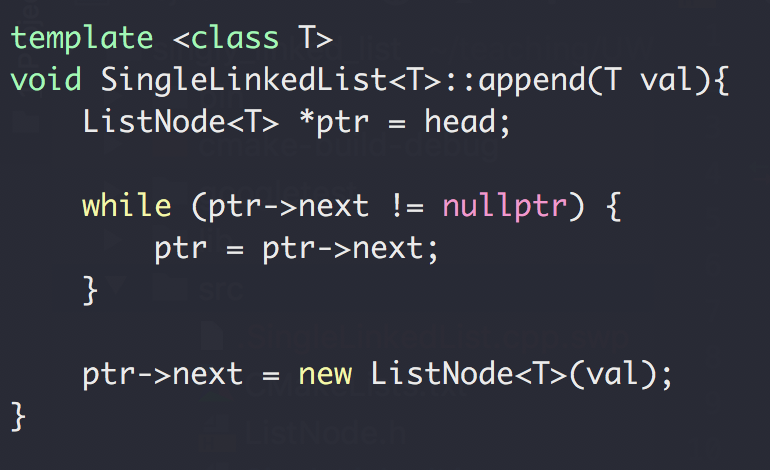 template <class T>
void SingleLinkedList<T>::append(T val){
    ListNode<T> *ptr = head;
    while (ptr->next != nullptr) {
        ptr = ptr->next;
    }
    ptr->next = new ListNode<T>(val);
}